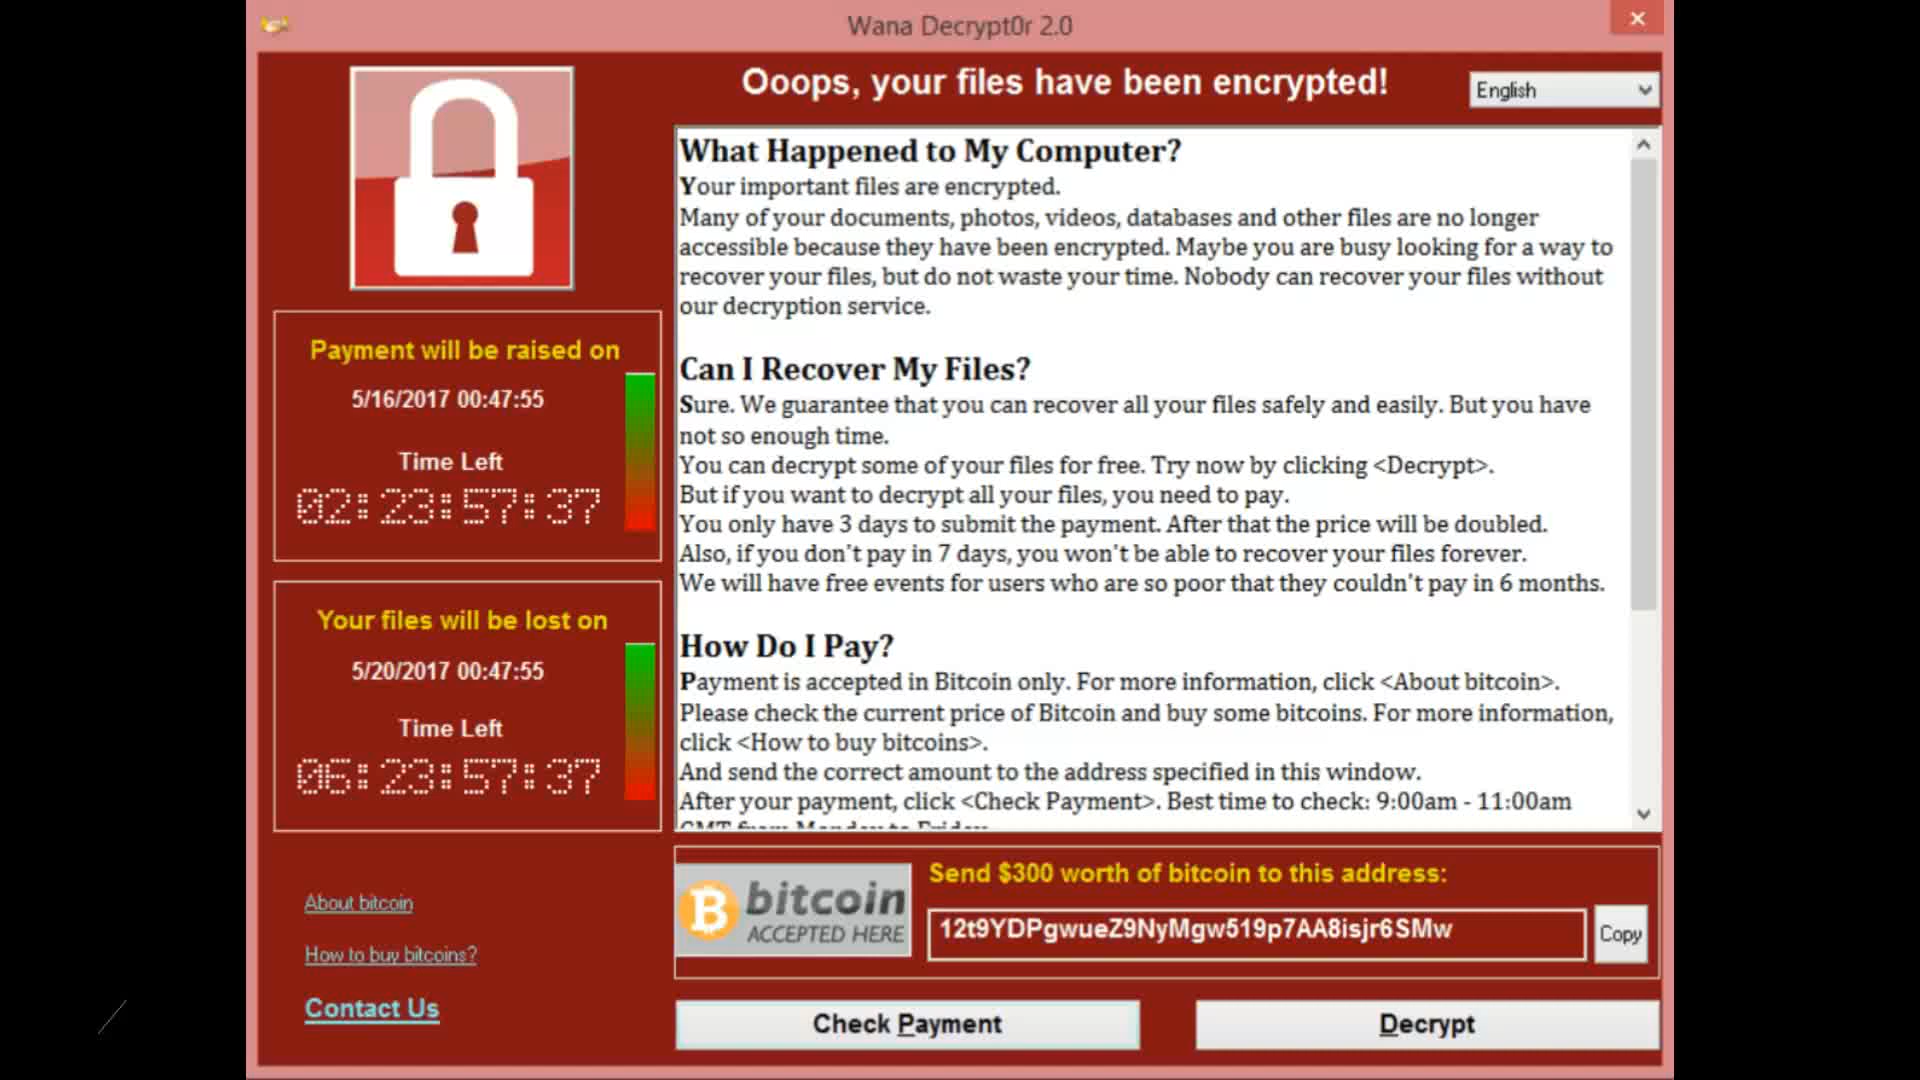 Wana Decrypt0r 2.0
Ooops, your files have been encrypted!
English
What Happened to My Computer?
Your important files are encrypted.
Many of your documents, photos, videos, databases and other files are no longer
accessible because they have been encrypted. Maybe you are busy looking for a way to
recover your files, but do not waste your time. Nobody can recover your files without
our decryption service.
Can I Recover My Files?
Sure. We guarantee that you can recover all your files safely and easily. But you have
not so enough time.
You can decrypt some of your files for free. Try now by clicking <Decrypt>.
But if you want to decrypt all your files, you need to pay.
You only have 3 days to submit the payment. After that the price will be doubled.
Also, if you don't pay in 7 days, you won't be able to recover your files forever.
We will have free events for users who are so poor that they couldn't pay in 6 months.
How Do I Pay?
Payment is accepted in Bitcoin only. For more information, click <About bitcoin>.
Please check the current price of Bitcoin and buy some bitcoins. For more information,
click <How to buy bitcoins>.
And send the correct amount to the address specified in this window.
After your payment, click <Check Payment>. Best time to check: 9:00am - 11:00am
GMT from Monday to Friday.
Payment will be raised on
5/16/2017 00:47:55
Time Left
02:23:57:37
Your files will be lost on
5/20/2017 00:47:55
Time Left
06:23:57:37
About bitcoin
How to buy bitcoins?
Contact Us
bitcoin
ACCEPTED HERE
Send $300 worth of bitcoin to this address:
12t9YDPgwueZ9NyMgw519p7AA8isjr6SMw
Copy
Check Payment
Decrypt